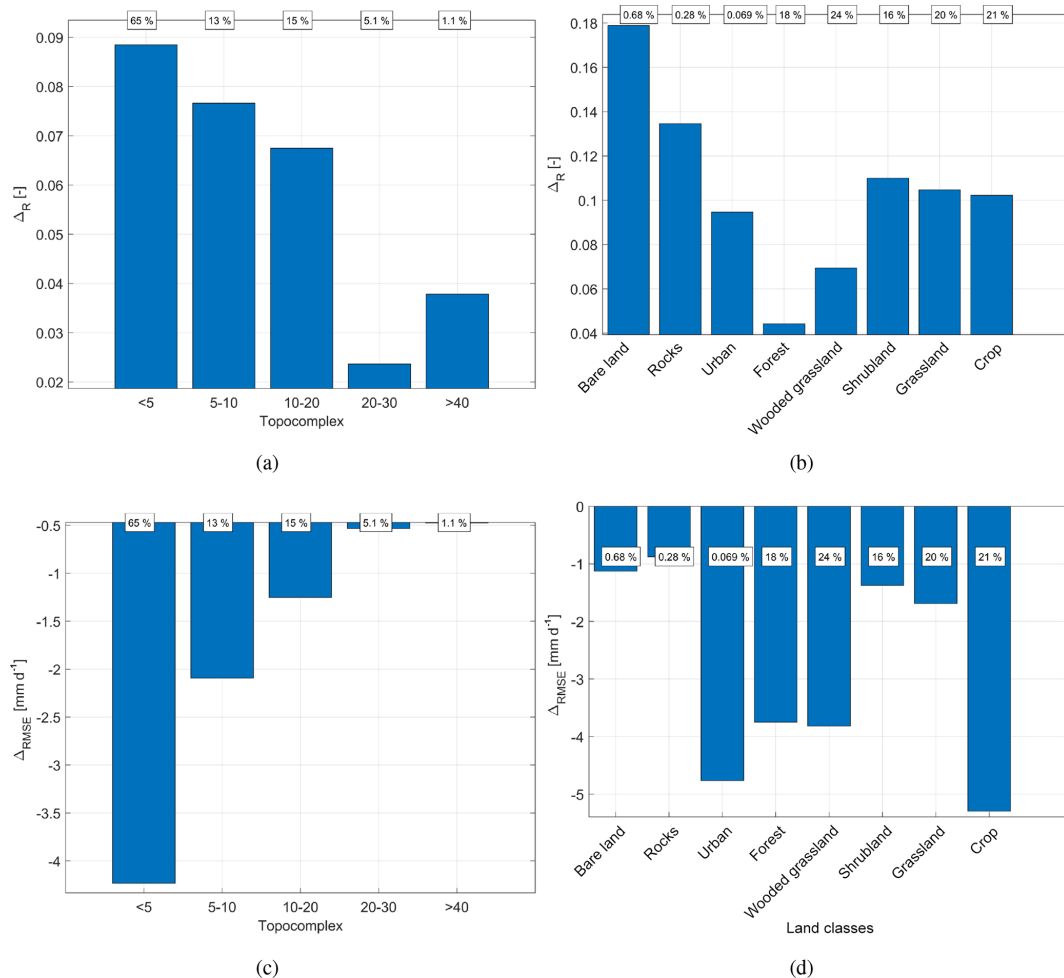 65 % 13 % 15 % 5.1 % 1.1 %
0.09
0.08
0.07
0.06
0.05
0.04
0.03
0.02
Δ_R [-]
<5 5-10 10-20 20-30 >40
Topocomplex
(a)
0.68 % 0.28 % 0.069 % 18 % 24 % 16 % 20 % 21 %
0.18
0.16
0.14
0.12
0.1
0.08
0.06
0.04
Δ_R [-]
Bare land Rocks Urban Forest Wooded grassland Shrubland Grassland Crop
(b)
65 % 13 % 15 % 5.1 % 1.1 %
-0.5
-1
-1.5
-2
-2.5
-3
-3.5
-4
Δ_RMSE [mm d⁻¹]
<5 5-10 10-20 20-30 >40
Topocomplex
(c)
0
0.68 % 0.28 % 0.069 % 18 % 24 % 16 % 20 % 21 %
-1
-2
-3
-4
-5
Δ_RMSE [mm d⁻¹]
Bare land Rocks Urban Forest Wooded grassland Shrubland Grassland Crop
Land classes
(d)